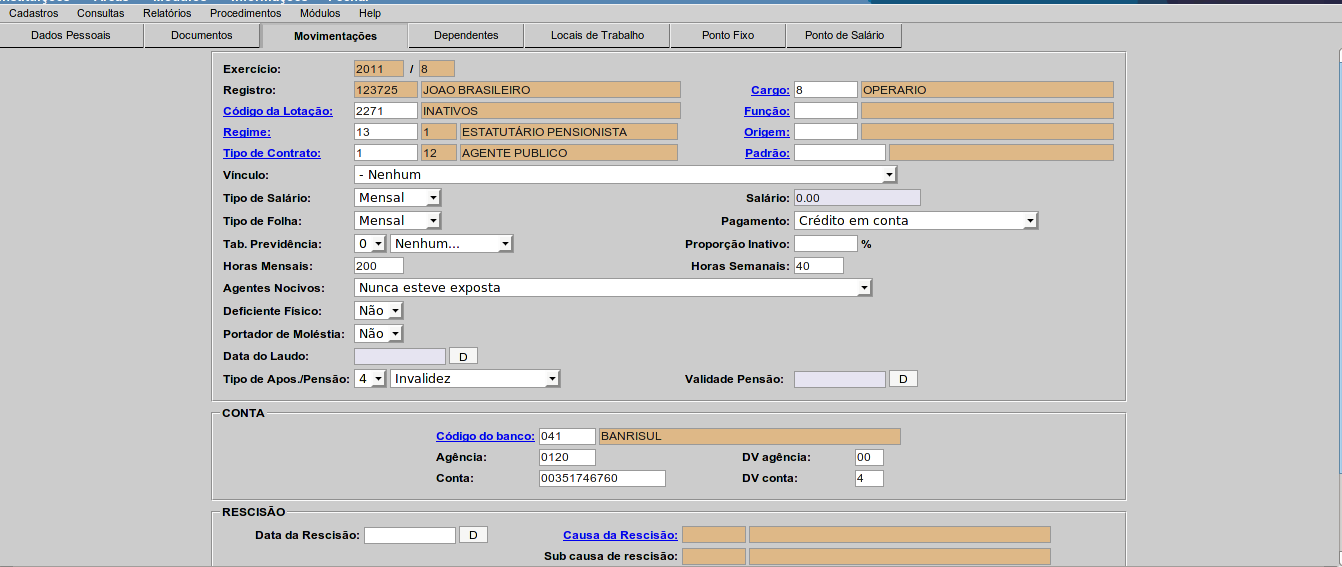 Cadastros Consultas Relatórios Procedimentos Módulos Help
Dados Pessoais Documentos Movimentações Dependentes Locais de Trabalho Ponto Fixo Ponto de Salário
Exercício: 2011 / 8
Registro: 123725 JOAO BRASILEIRO Cargo: 8 OPERARIO
Código da Lotação: 2271 INATIVOS Função:
Regime: 13 1 ESTATUTÁRIO PENSIONISTA Origem:
Tipo de Contrato: 1 12 AGENTE PUBLICO Padrão:
Vínculo: - Nenhum
Tipo de Salário: Mensal Salário: 0.00
Tipo de Folha: Mensal Pagamento: Crédito em conta
Tab. Previdência: 0 Nenhum... Proporção Inativo: %
Horas Mensais: 200 Horas Semanais: 40
Agentes Nocivos: Nunca esteve exposta
Deficiente Físico: Não
Portador de Moléstia: Não
Data do Laudo: D
Tipo de Apos./Pensão: 4 Invalidez Validade Pensão: D
CONTA
Código do banco: 041 BANRISUL
Agência: 0120 DV agência: 00
Conta: 00351746760 DV conta: 4
RESCISÃO
Data da Rescisão: D Causa da Rescisão:
Sub causa de rescisão: